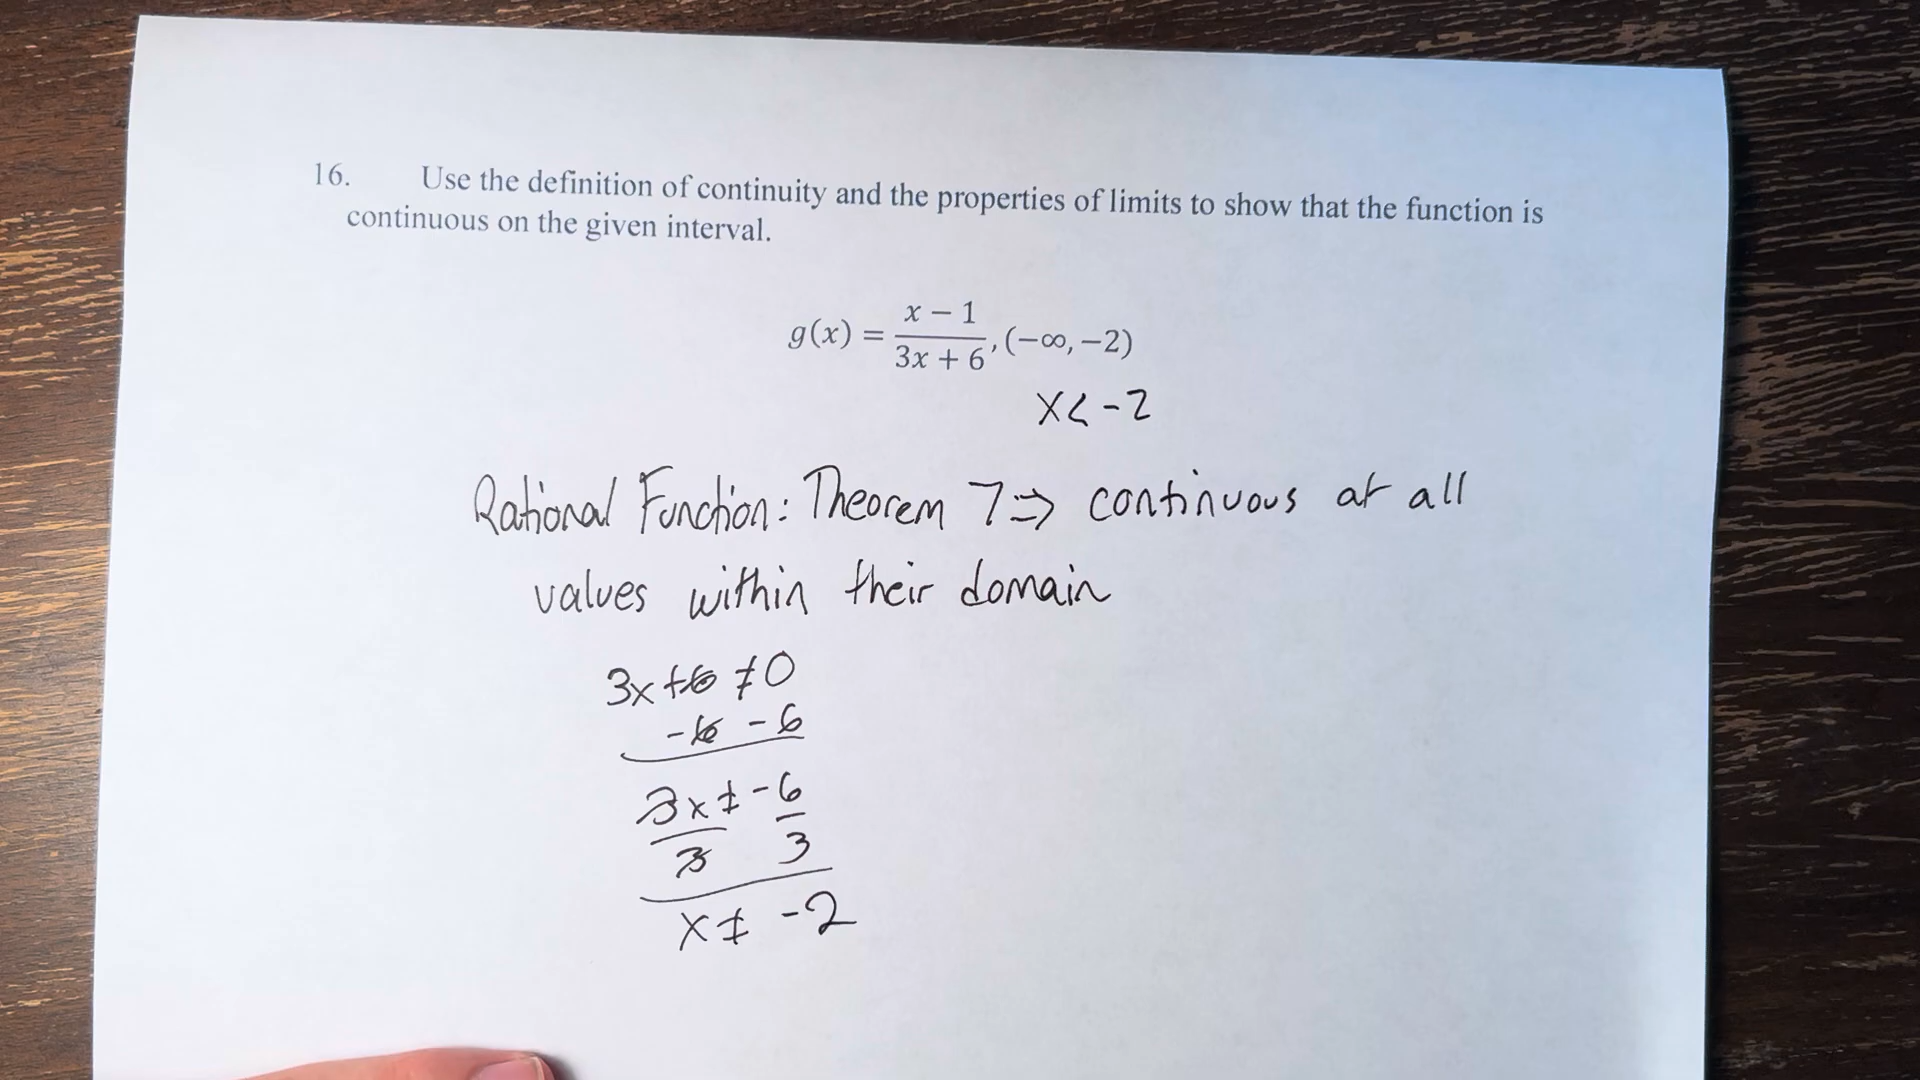 16. Use the definition of continuity and the properties of limits to show that the function is
continuous on the given interval.
g(x) = \frac{x − 1}{3x + 6}, (−∞, −2)
x < -2
Rational Function: Theorem 7 ⇒ continuous at all
values within their domain
3x + 6 ≠ 0
-6 -6
3x ≠ -6
3 3
x ≠ -2